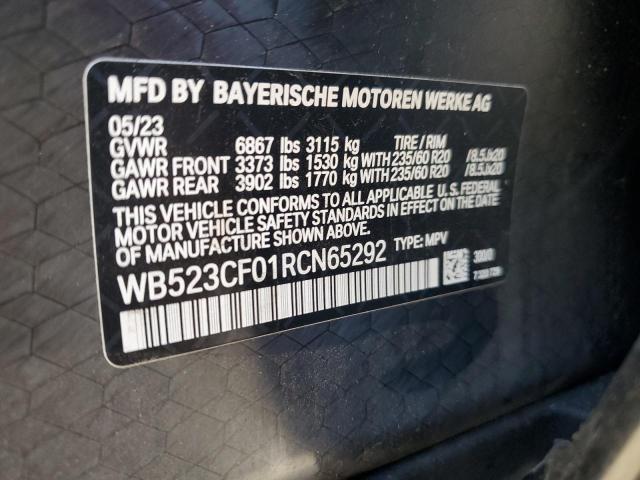 MFD BY BAYERISCHE MOTOREN WERKE AG
05/23
GVWR 6867 lbs 3115 kg TIRE / RIM
GAWR FRONT 3373 lbs 1530 kg WITH 235/60 R20 /8.5Jx20
GAWR REAR 3902 lbs 1770 kg WITH 235/60 R20 /8.5Jx20
THIS VEHICLE CONFORMS TO ALL APPLICABLE U.S. FEDERAL
MOTOR VEHICLE SAFETY STANDARDS IN EFFECT ON THE DATE
OF MANUFACTURE SHOWN ABOVE.
WB523CF01RCN65292 TYPE: MPV